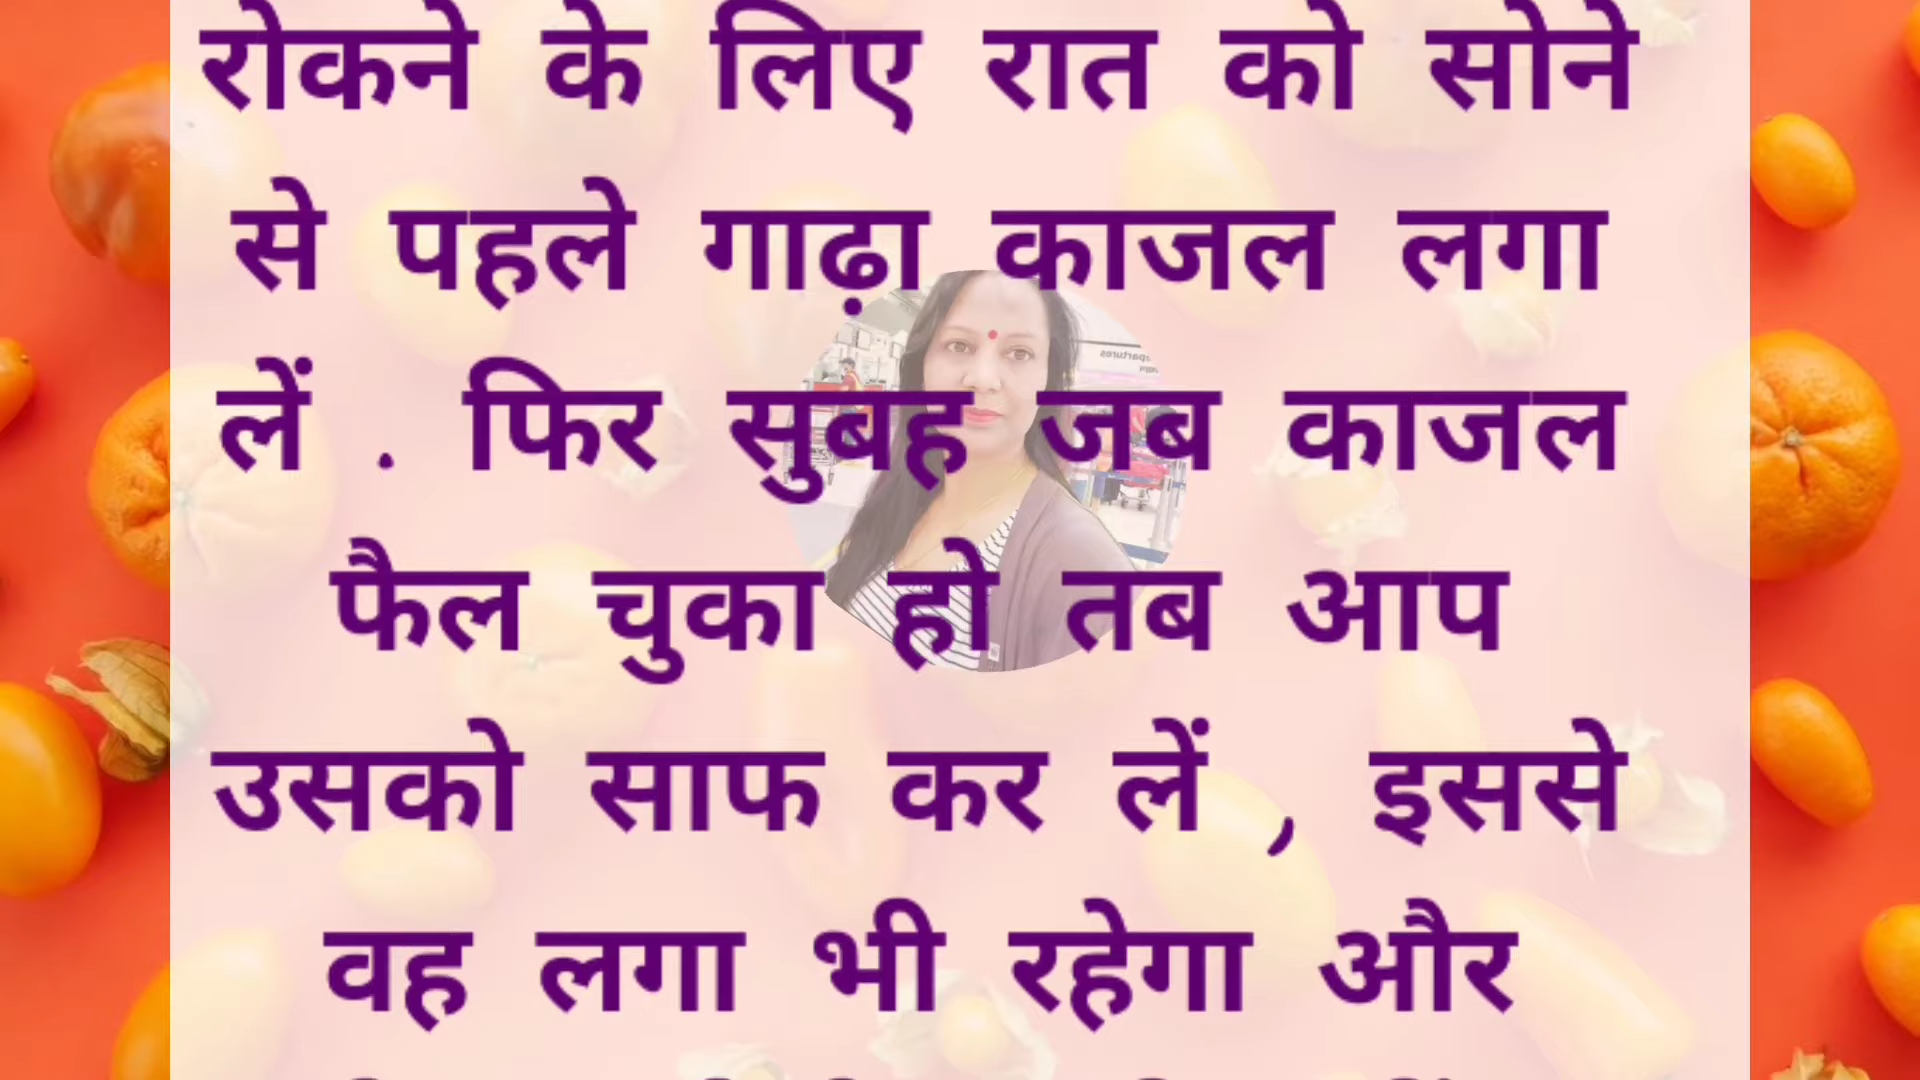 रोकने के लिए रात को सोने
से पहले गाढ़ा काजल लगा
लें . फिर सुबह जब काजल
फैल चुका हो तब आप
उसको साफ कर लें , इससे
वह लगा भी रहेगा और